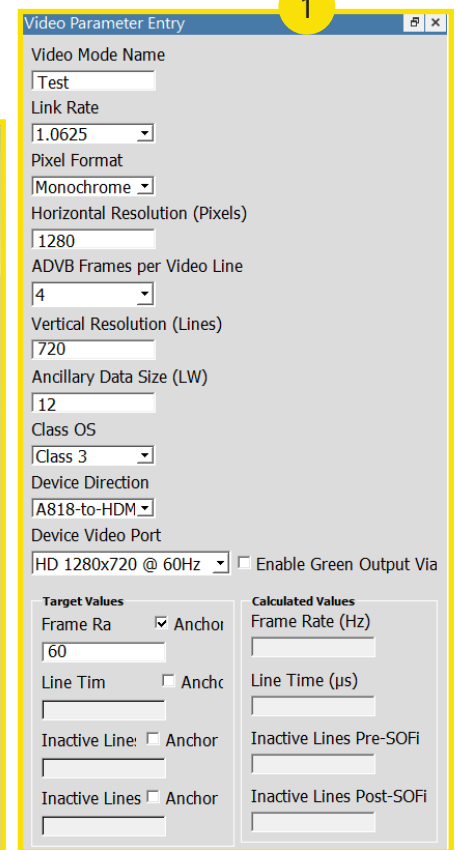 1
Video Parameter Entry
Video Mode Name
Test
Link Rate
1.0625
Pixel Format
Monochrome
Horizontal Resolution (Pixels)
1280
ADVB Frames per Video Line
4
Vertical Resolution (Lines)
720
Ancillary Data Size (LW)
12
Class OS
Class 3
Device Direction
A818-to-HDM
Device Video Port
HD 1280x720 @ 60Hz Enable Green Output Via
Target Values
Frame Ra Anchor
60
Line Tim Anchc
Inactive Line: Anchor
Inactive Lines Anchor
Calculated Values
Frame Rate (Hz)
Line Time (µs)
Inactive Lines Pre-SOFi
Inactive Lines Post-SOFi